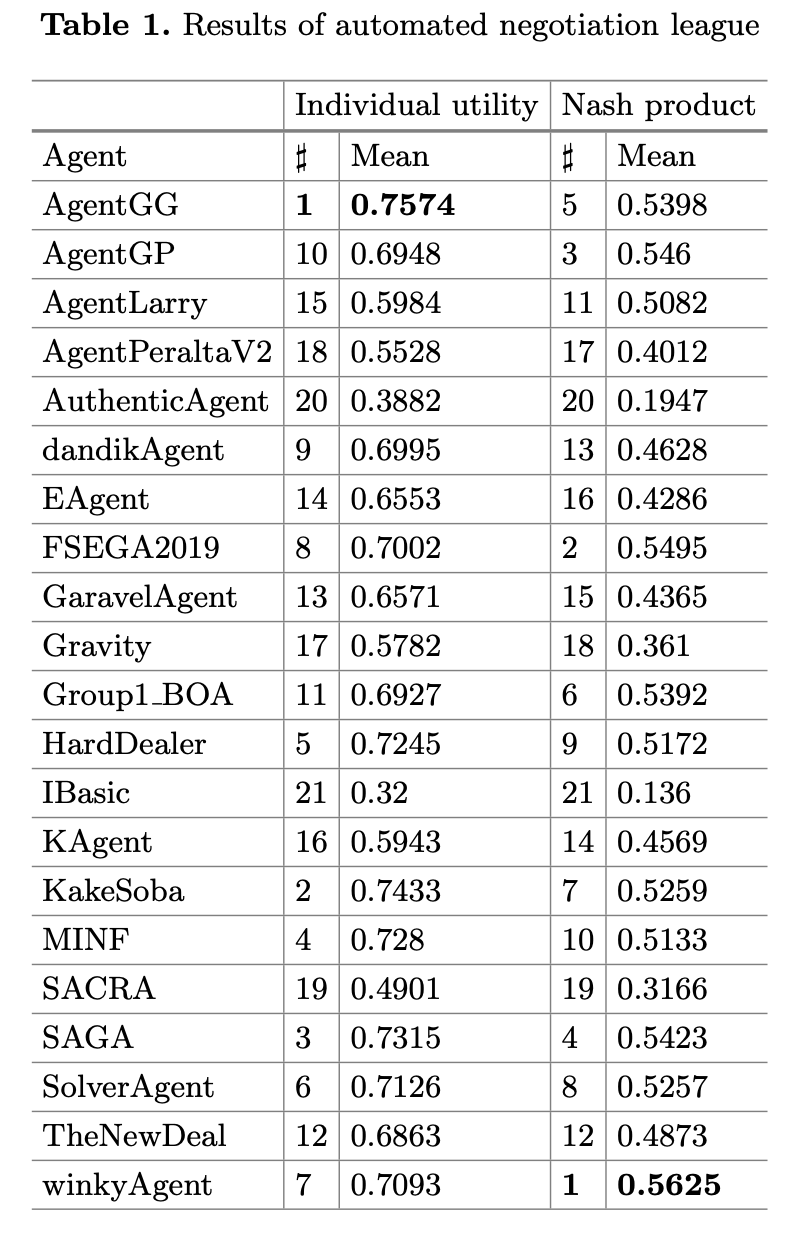 Table 1. Results of automated negotiation league
Individual utility Nash product
Agent ♯ Mean ♯ Mean
AgentGG 1 0.7574 5 0.5398
AgentGP 10 0.6948 3 0.546
AgentLarry 15 0.5984 11 0.5082
AgentPeraltaV2 18 0.5528 17 0.4012
AuthenticAgent 20 0.3882 20 0.1947
dandikAgent 9 0.6995 13 0.4628
EAgent 14 0.6553 16 0.4286
FSEGA2019 8 0.7002 2 0.5495
GaravelAgent 13 0.6571 15 0.4365
Gravity 17 0.5782 18 0.361
Group1_BOA 11 0.6927 6 0.5392
HardDealer 5 0.7245 9 0.5172
IBasic 21 0.32 21 0.136
KAgent 16 0.5943 14 0.4569
KakeSoba 2 0.7433 7 0.5259
MINF 4 0.728 10 0.5133
SACRA 19 0.4901 19 0.3166
SAGA 3 0.7315 4 0.5423
SolverAgent 6 0.7126 8 0.5257
TheNewDeal 12 0.6863 12 0.4873
winkyAgent 7 0.7093 1 0.5625